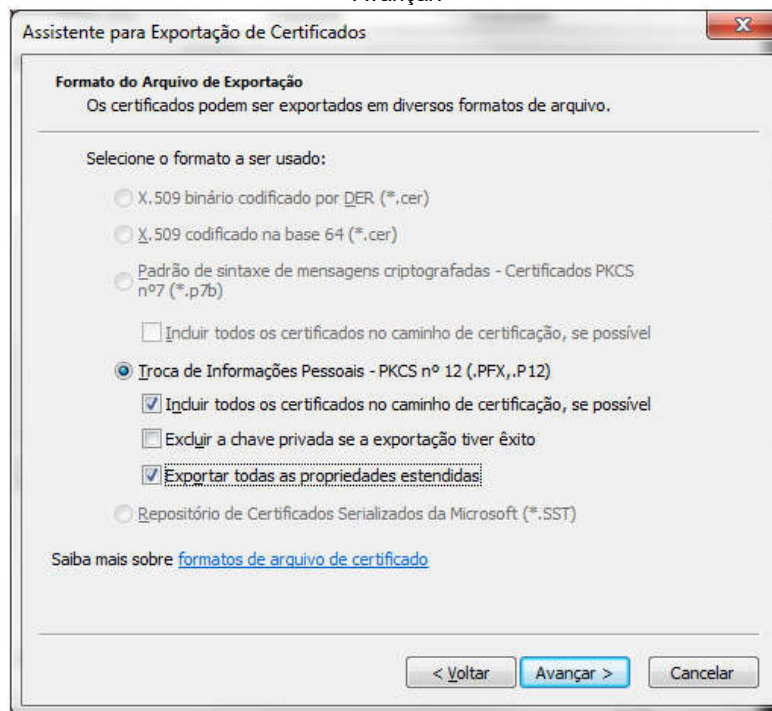 Avançar.
Assistente para Exportação de Certificados
Formato do Arquivo de Exportação
Os certificados podem ser exportados em diversos formatos de arquivo.
Selecione o formato a ser usado:
X.509 binário codificado por DER (*.cer)
X.509 codificado na base 64 (*.cer)
Padrão de sintaxe de mensagens criptografadas - Certificados PKCS
nº7 (*.p7b)
Incluir todos os certificados no caminho de certificação, se possível
Troca de Informações Pessoais - PKCS nº 12 (.PFX,.P12)
Incluir todos os certificados no caminho de certificação, se possível
Excluir a chave privada se a exportação tiver êxito
Exportar todas as propriedades estendidas
Repositório de Certificados Serializados da Microsoft (*.SST)
Saiba mais sobre formatos de arquivo de certificado
< Voltar
Avançar >
Cancelar